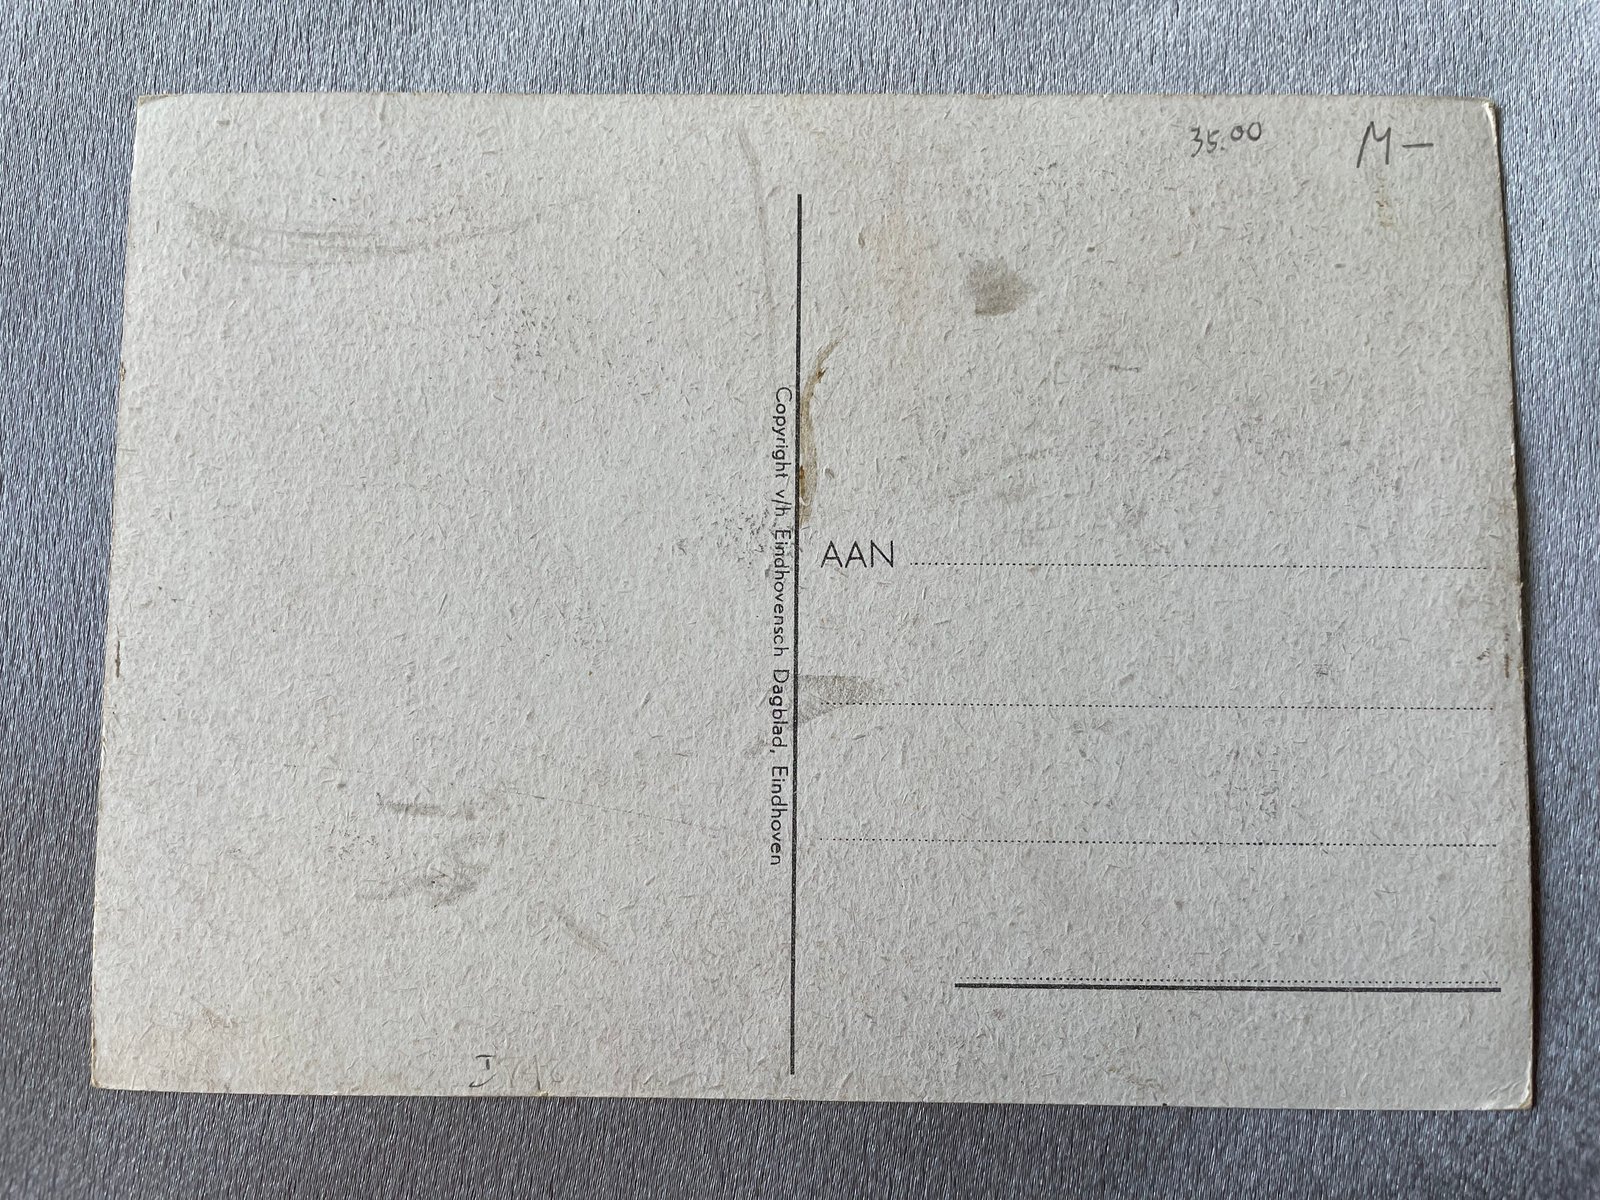 35.00 M-
Copyright v/h Eindhovensch Dagblad, Eindhoven
AAN